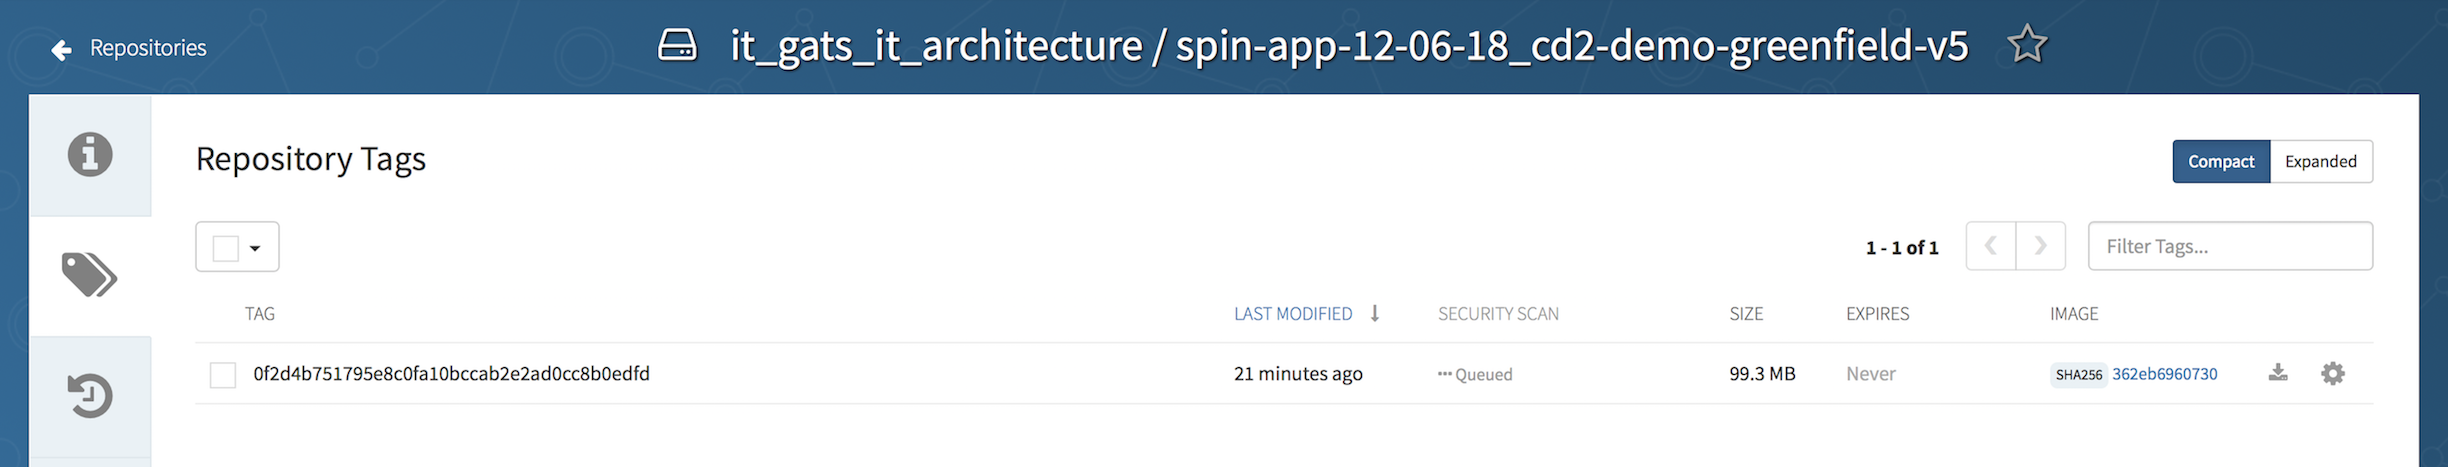 Repositories
it_gats_it_architecture / spin-app-12-06-18_cd2-demo-greenfield-v5
Repository Tags
Compact Expanded
1 - 1 of 1 Filter Tags...
TAG LAST MODIFIED SECURITY SCAN SIZE EXPIRES IMAGE
0f2d4b751795e8c0fa10bccab2e2ad0cc8b0edfd 21 minutes ago Queued 99.3 MB Never SHA256 362eb6960730